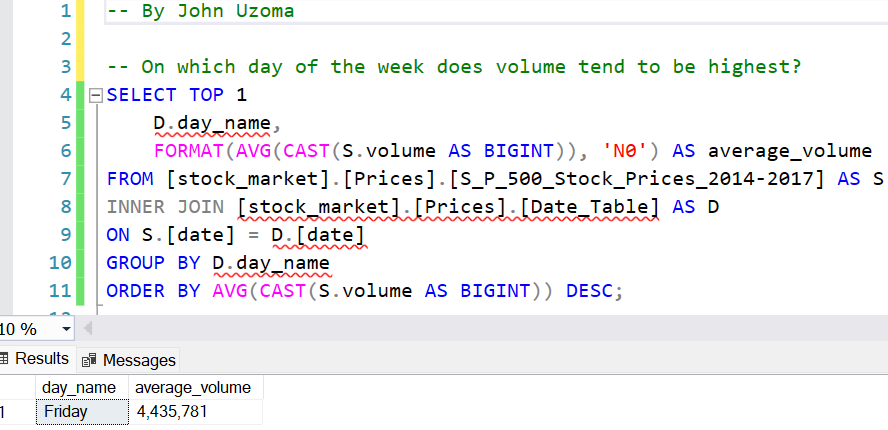 1 -- By John Uzoma
2
3 -- On which day of the week does volume tend to be highest?
4 SELECT TOP 1
5 D.day_name,
6 FORMAT(AVG(CAST(S.volume AS BIGINT)), 'N0') AS average_volume
7 FROM [stock_market].[Prices].[S_P_500_Stock_Prices_2014-2017] AS S
8 INNER JOIN [stock_market].[Prices].[Date_Table] AS D
9 ON S.[date] = D.[date]
10 GROUP BY D.day_name
11 ORDER BY AVG(CAST(S.volume AS BIGINT)) DESC;
10 %
Results Messages
day_name average_volume
1 Friday 4,435,781